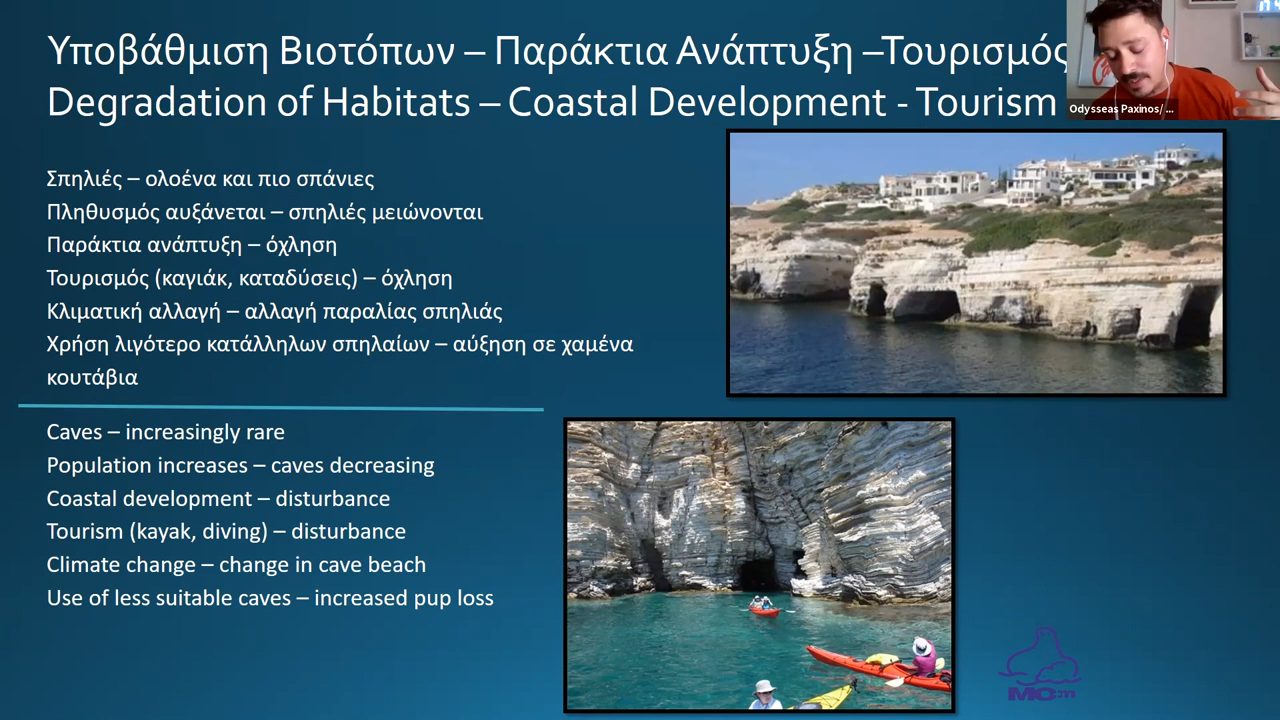 Υποβάθμιση Βιοτόπων – Παράκτια Ανάπτυξη –Τουρισμός
Degradation of Habitats – Coastal Development - Tourism
Odysseas Paxinos/ ...
Σπηλιές – ολοένα και πιο σπάνιες
Πληθυσμός αυξάνεται – σπηλιές μειώνονται
Παράκτια ανάπτυξη – όχληση
Τουρισμός (καγιάκ, καταδύσεις) – όχληση
Κλιματική αλλαγή – αλλαγή παραλίας σπηλιάς
Χρήση λιγότερο κατάλληλων σπηλαίων – αύξηση σε χαμένα
κουτάβια
Caves – increasingly rare
Population increases – caves decreasing
Coastal development – disturbance
Tourism (kayak, diving) – disturbance
Climate change – change in cave beach
Use of less suitable caves – increased pup loss